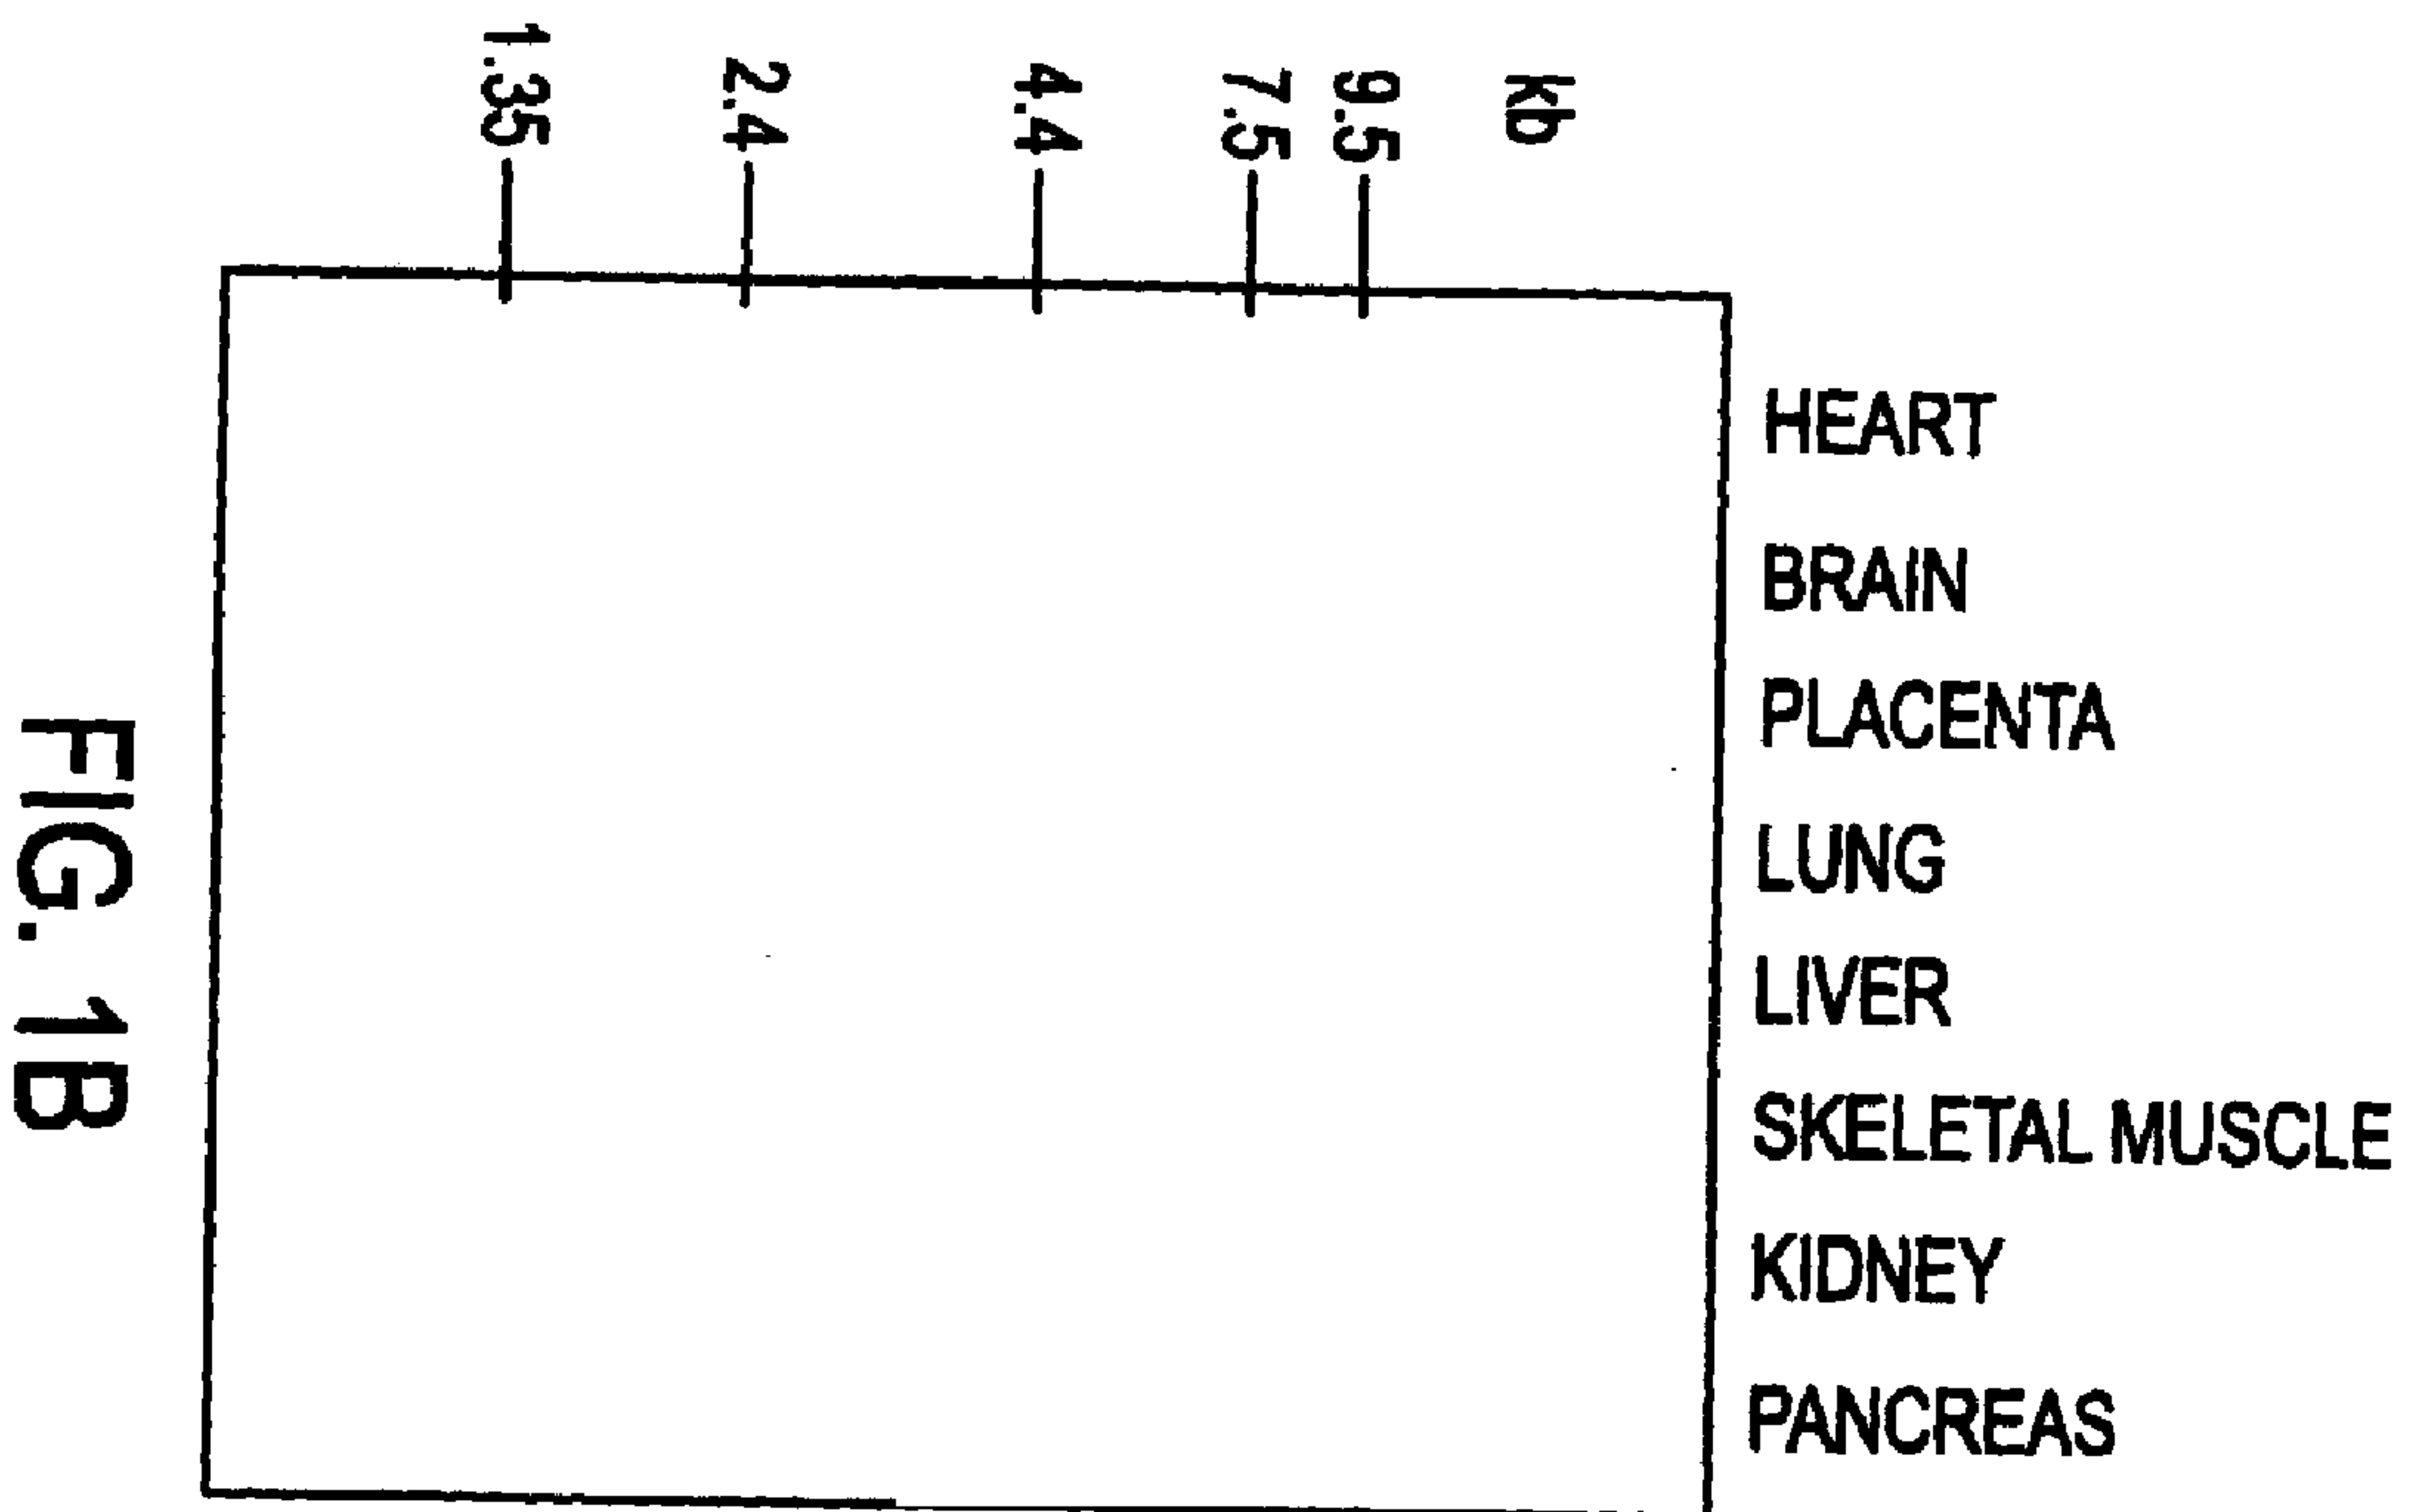 kb
9.5
7.5
4.4
2.4
1.35
HEART
BRAIN
PLACENTA
LUNG
LIVER
SKELETAL MUSCLE
KIDNEY
PANCREAS
FIG. 1B